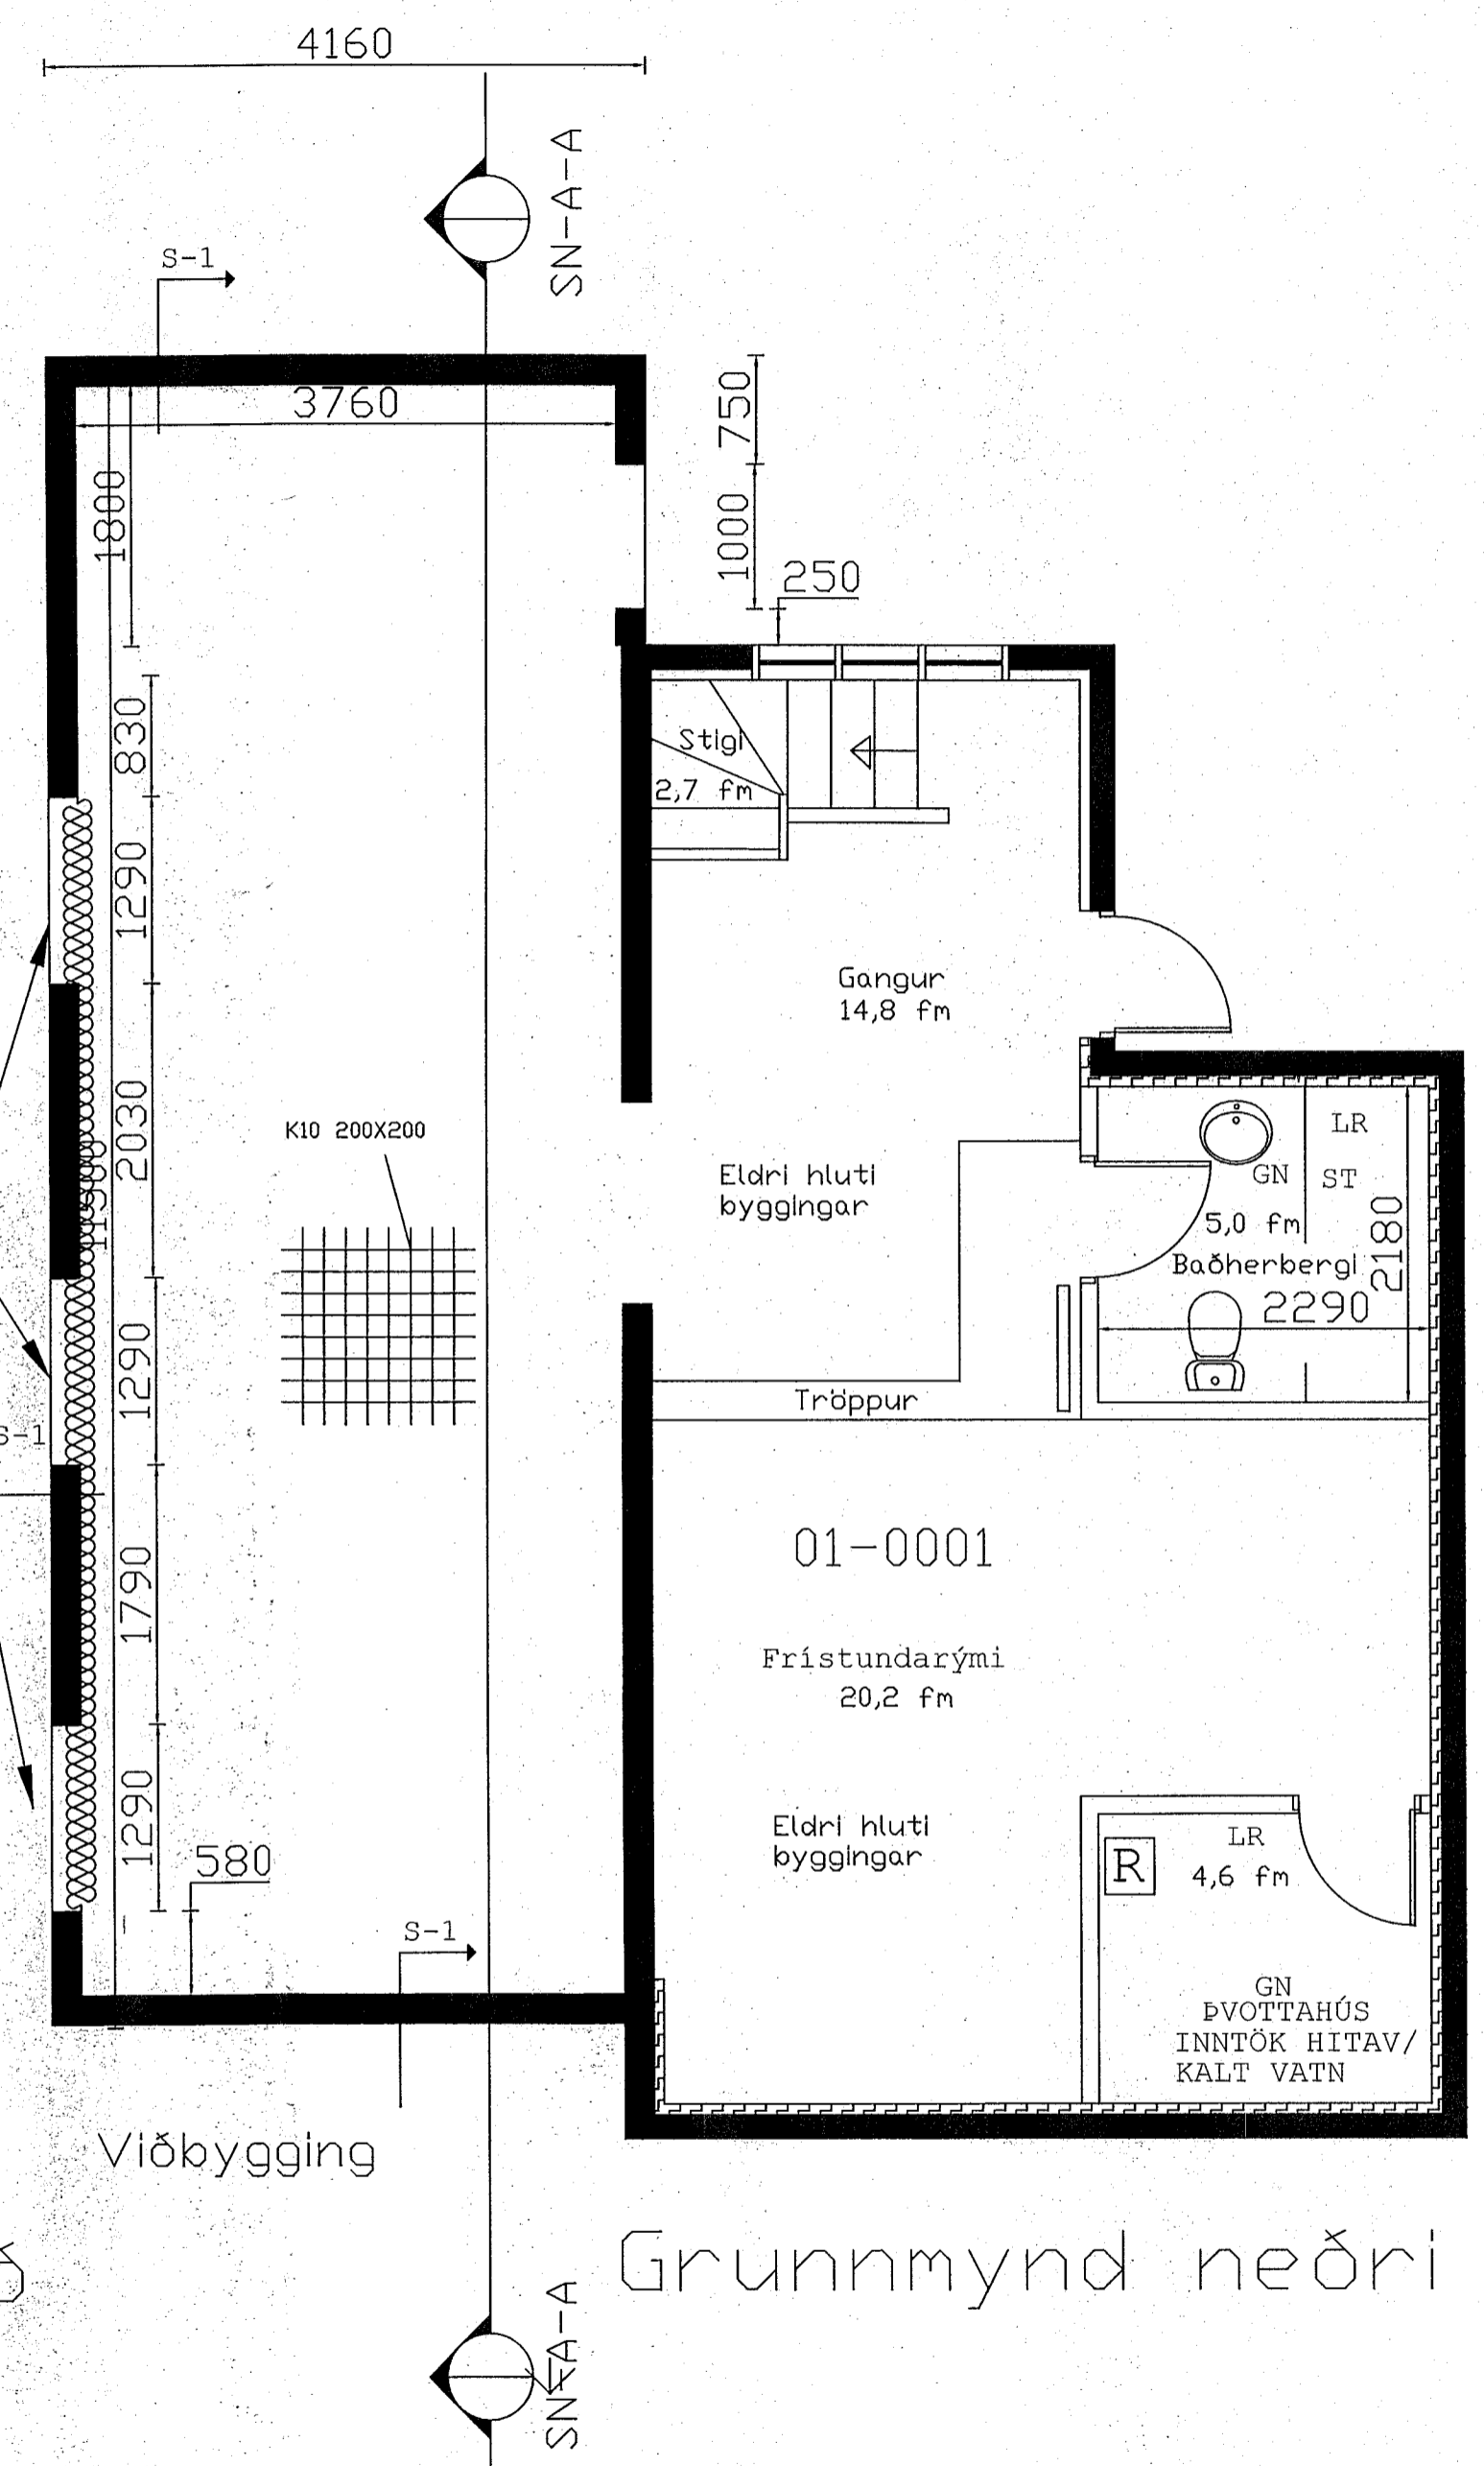 4160
SN-A-A
S-1
3760
750
1800
1000
250
830
Stigi
2,7 fm
1290
Gangur
14,8 fm
2030
K10 200X200
LR
Eldri hluti
byggingar
GN
ST
5,0 fm
2180
Baðherbergi
2290
1290
Tröppur
S-1
01-0001
1790
Frístundarými
20,2 fm
1290
Eldri hluti
byggingar
LR
R
4,6 fm
580
S-1
GN
ÞVOTTAHÚS
INNTÖK HITAV/
KALT VATN
Viðbygging
Grunnmynd neðri
SN-A-A